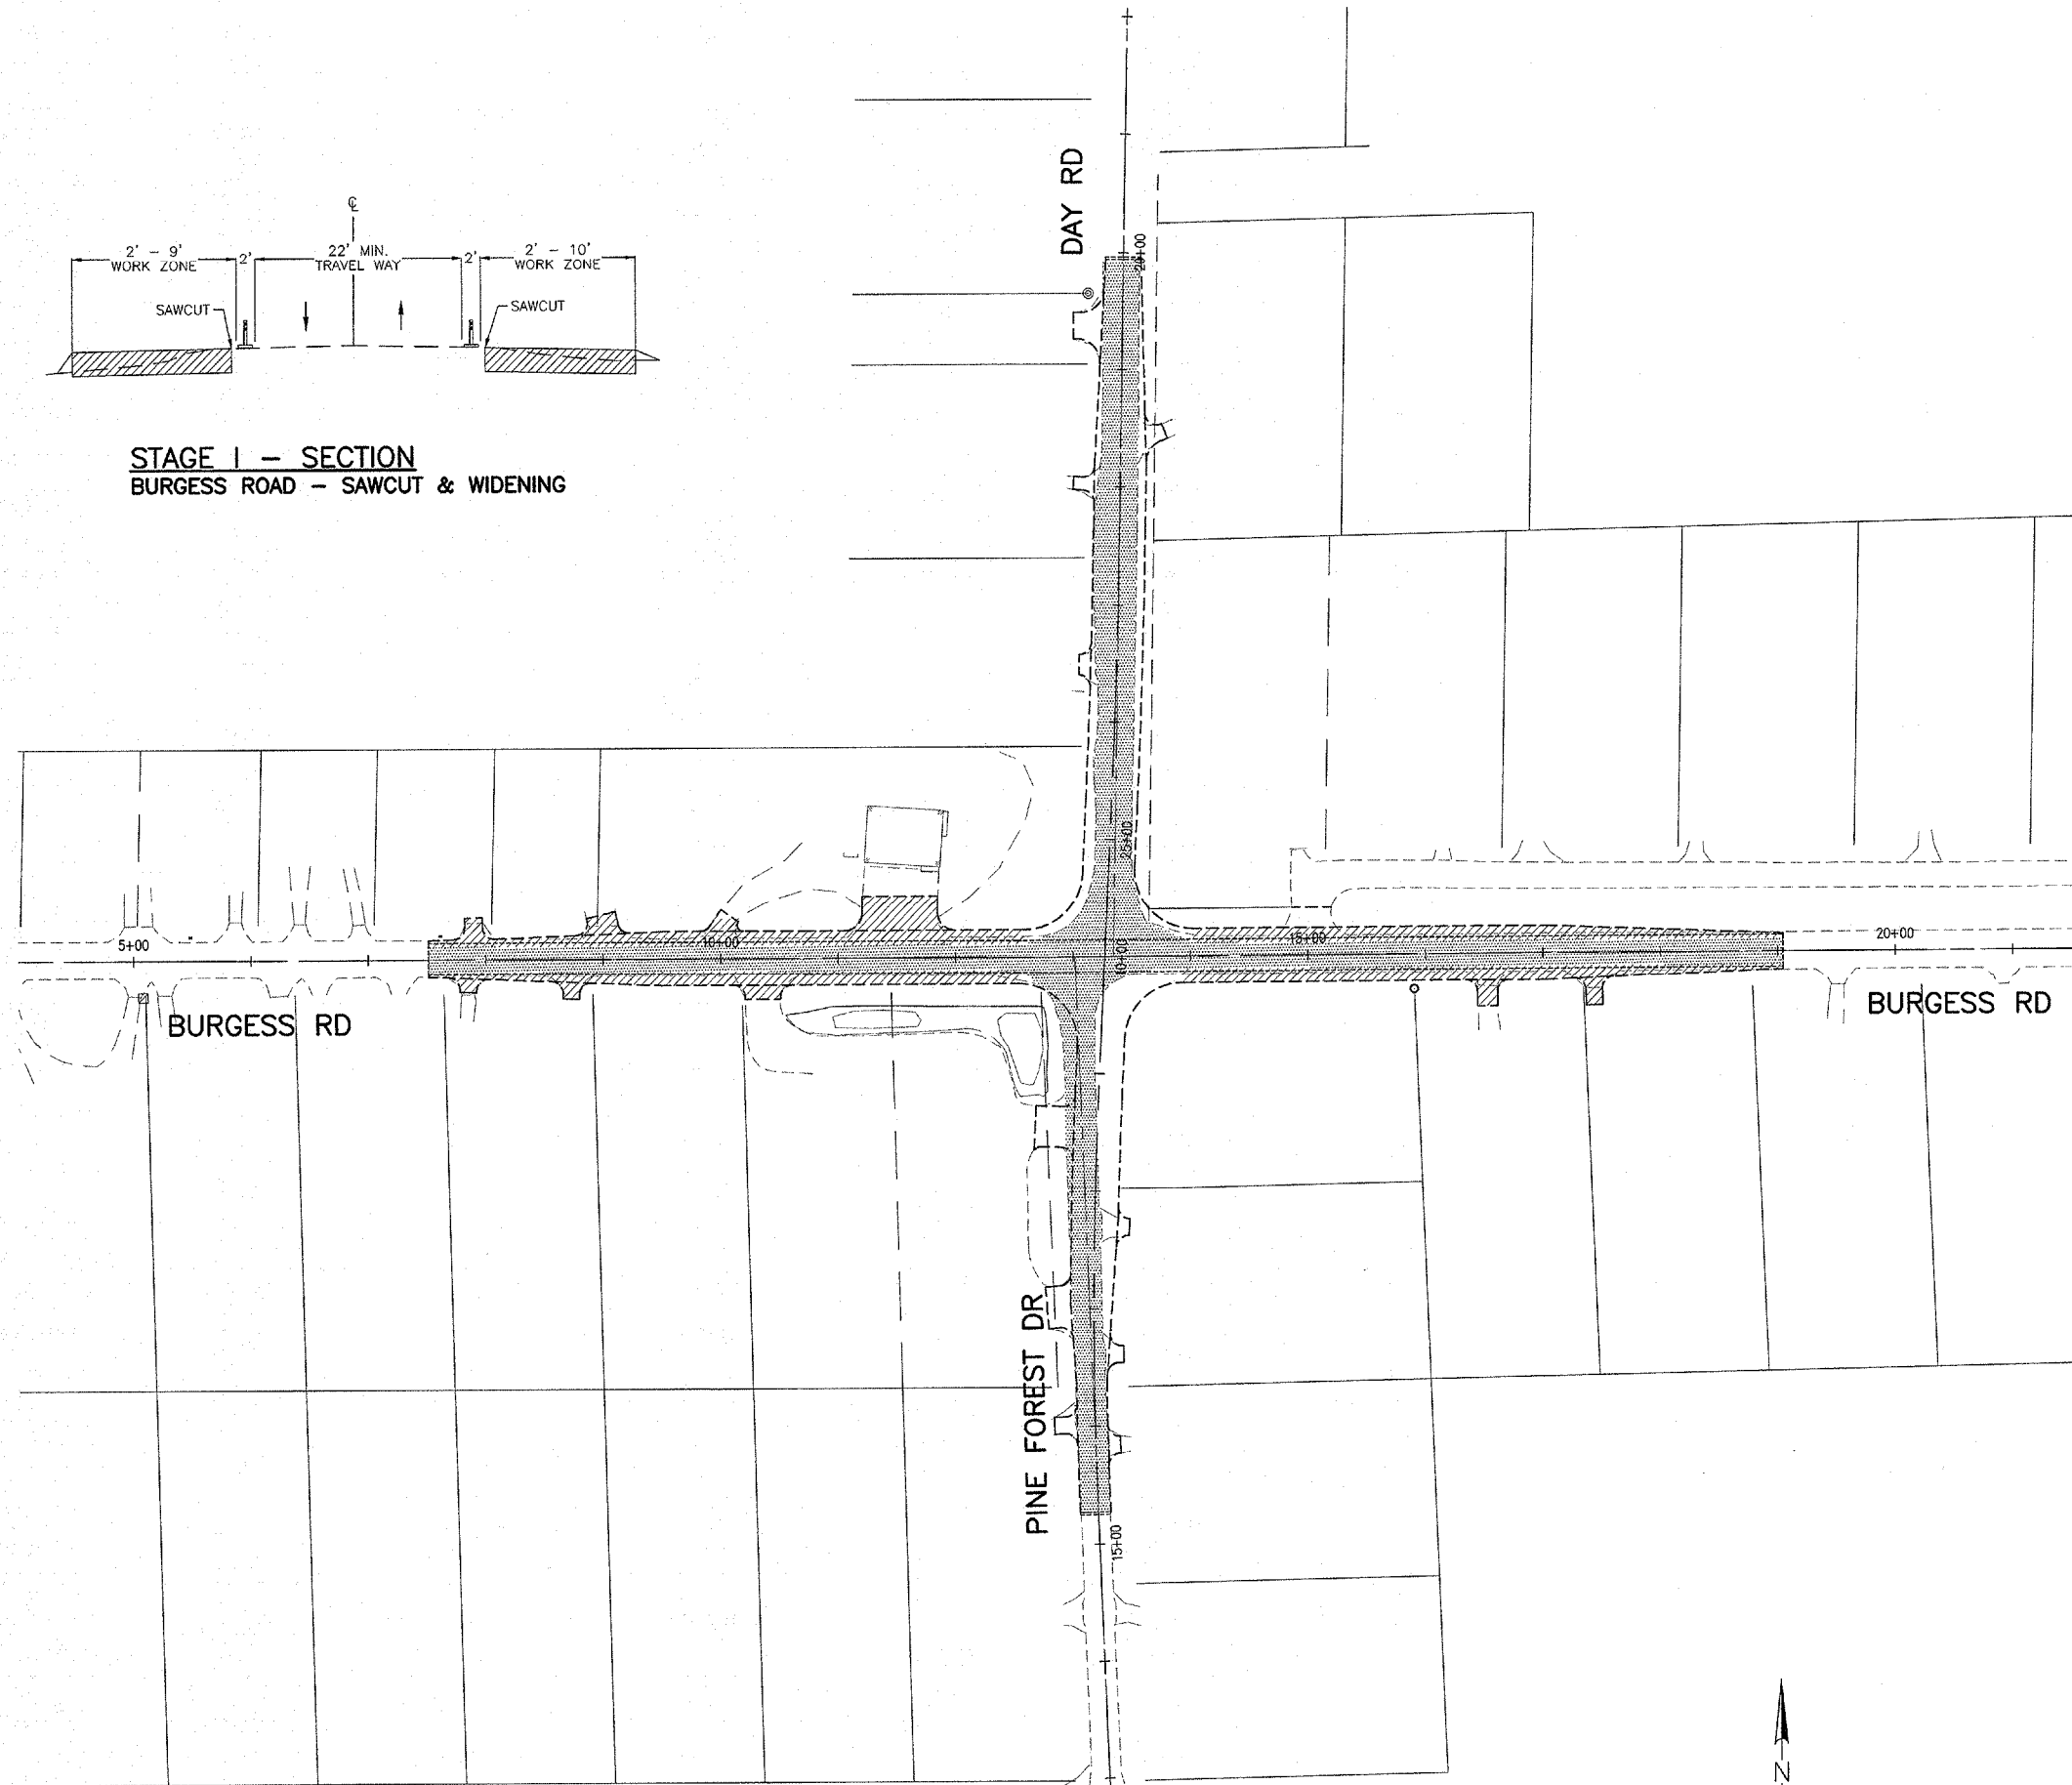 ℄
2' - 9'
WORK ZONE
2'
22' MIN.
TRAVEL WAY
2'
2' - 10'
WORK ZONE
SAWCUT
SAWCUT
STAGE I - SECTION
BURGESS ROAD - SAWCUT & WIDENING
DAY RD
20+00
25+00
5+00
10+00
10+00
15+00
20+00
BURGESS RD
BURGESS RD
PINE FOREST DR
15+00
N